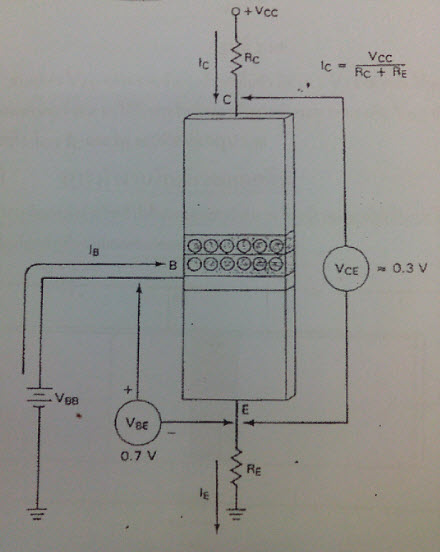 +VCC
IC
RC
IC = VCC / RC + RE
C
IB
B
VCE ≈ 0.3 V
VBB
+
VBE
−
0.7 V
E
RE
IE